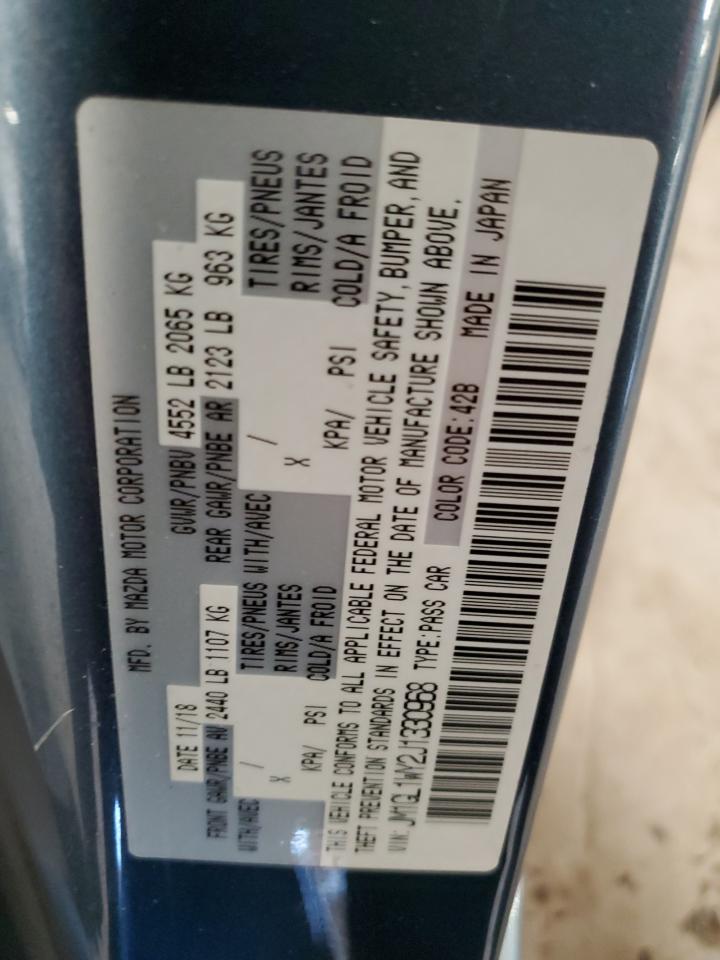 MFD. BY MAZDA MOTOR CORPORATION
DATE 11/18 GVWR/PNBV 4552 LB 2065 KG
FRONT GAWR/PNBE AV 2440 LB 1107 KG REAR GAWR/PNBE AR 2123 LB 963 KG
WITH/AVEC / TIRES/PNEUS WITH/AVEC / TIRES/PNEUS
X RIMS/JANTES X RIMS/JANTES
KPA/ PSI COLD/A FROID KPA/ PSI COLD/A FROID
THIS VEHICLE CONFORMS TO ALL APPLICABLE FEDERAL MOTOR VEHICLE SAFETY, BUMPER, AND
THEFT PREVENTION STANDARDS IN EFFECT ON THE DATE OF MANUFACTURE SHOWN ABOVE.
VIN: JM1GL1WY2J1330968 TYPE: PASS CAR COLOR CODE: 42B MADE IN JAPAN